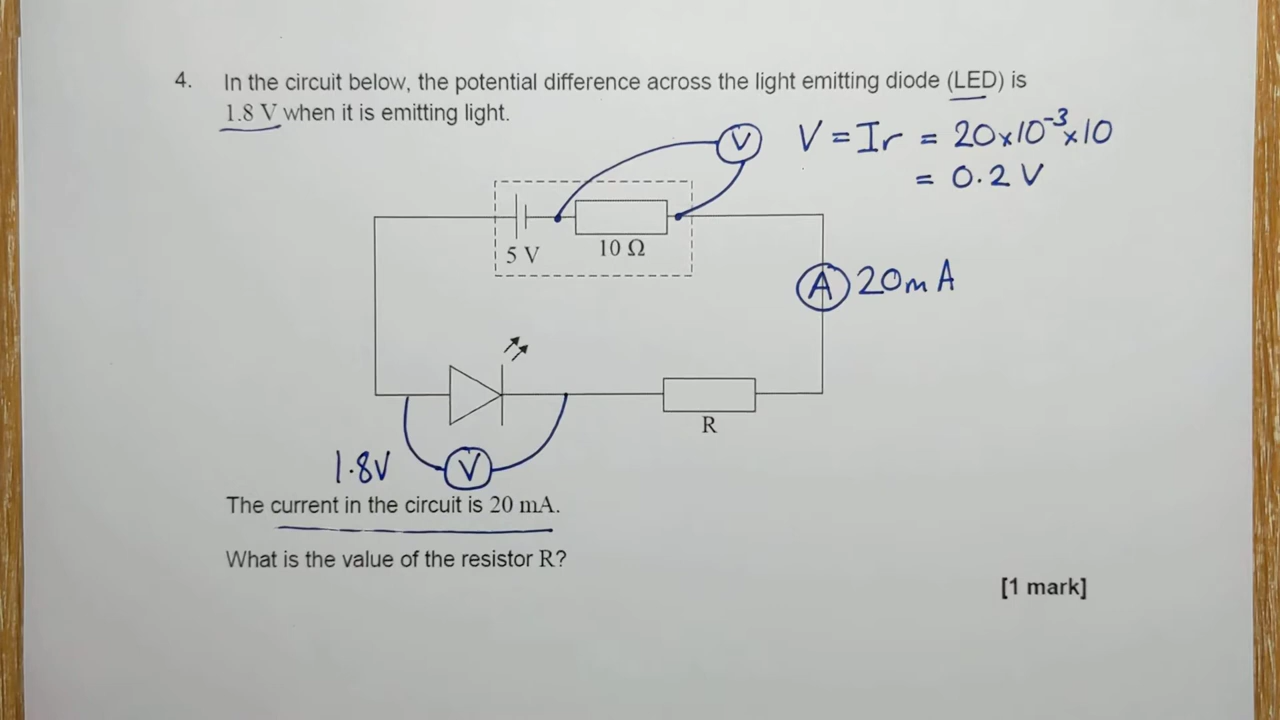 4. In the circuit below, the potential difference across the light emitting diode (LED) is
1.8 V when it is emitting light.
V V = Ir = 20×10⁻³×10
= 0.2 V
5 V 10 Ω
A 20mA
R
1.8V V
The current in the circuit is 20 mA.
What is the value of the resistor R?
[1 mark]